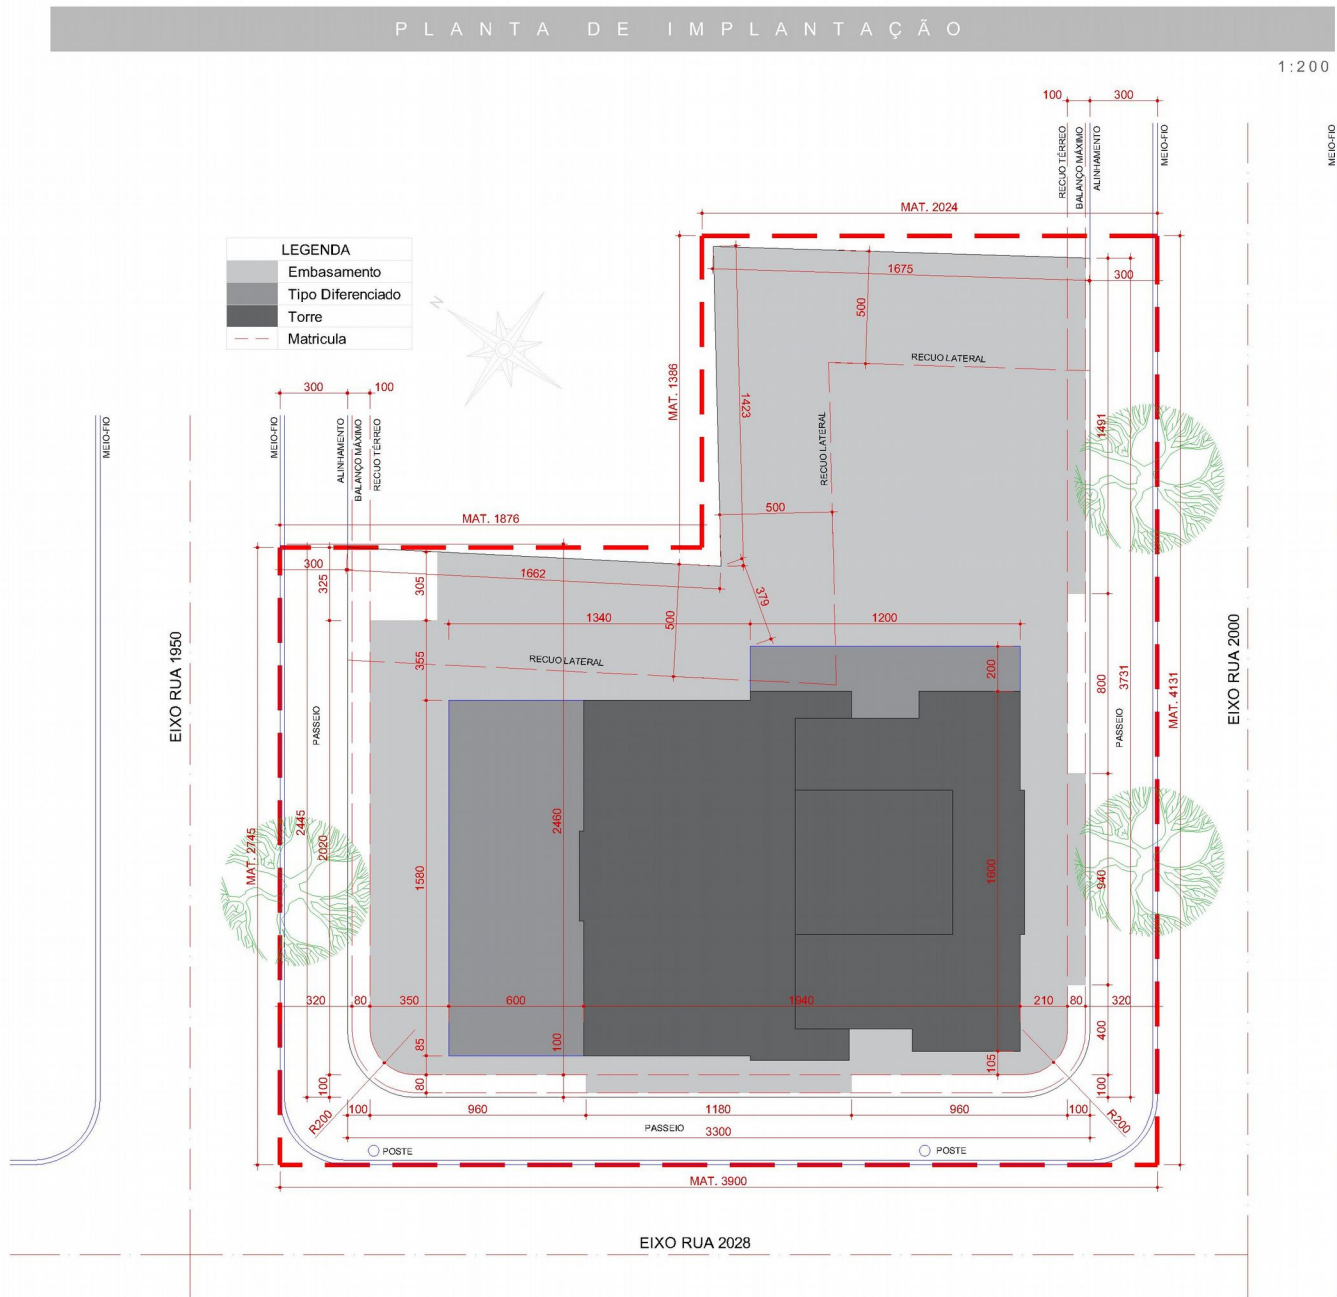 PLANTA DE IMPLANTAÇÃO
1:200
100
300
RECUO TÉRREO
BALANÇO MÁXIMO
ALINHAMENTO
MEIO-FIO
MEIO-FIO
MAT. 2024
LEGENDA
Embasamento
Tipo Diferenciado
Torre
Matricula
N
1675
300
500
MAT. 1386
1423
RECUO LATERAL
RECUO LATERAL
1491
300
100
MEIO-FIO
MEIO-FIO
ALINHAMENTO
BALANÇO MÁXIMO
RECUO TÉRREO
MAT. 1876
500
300
325
305
1662
379
500
1340
1200
EIXO RUA 1950
EIXO RUA 2000
355
RECUO LATERAL
200
800
3731
MAT. 4131
PASSEIO
PASSEIO
MAT. 2745
2445
2020
1580
2460
1600
940
320
80
350
600
1940
210
80
320
85
100
105
400
100
80
100
R200
R200
100
960
1180
960
100
PASSEIO
3300
POSTE
POSTE
MAT. 3900
EIXO RUA 2028